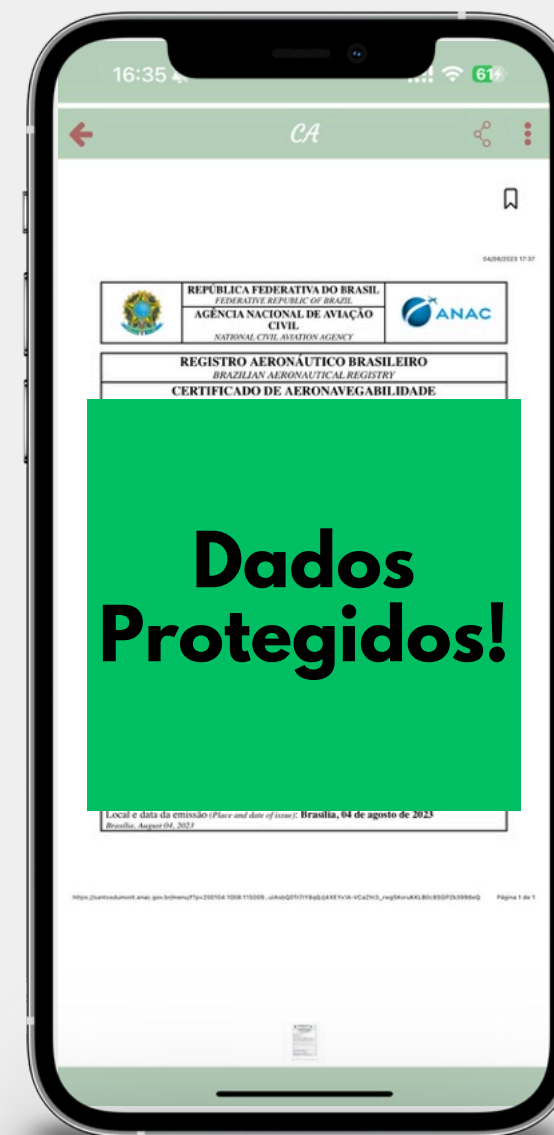 16:35
61
CA
04/08/2023 17:37
REPÚBLICA FEDERATIVA DO BRASIL
FEDERATIVE REPUBLIC OF BRAZIL
AGÊNCIA NACIONAL DE AVIAÇÃO
CIVIL
NATIONAL CIVIL AVIATION AGENCY
ANAC
REGISTRO AERONÁUTICO BRASILEIRO
BRAZILIAN AERONAUTICAL REGISTRY
CERTIFICADO DE AERONAVEGABILIDADE
Dados
Protegidos!
Local e data da emissão (Place and date of issue): Brasília, 04 de agosto de 2023
Brasília, August 04, 2023
Página 1 de 1